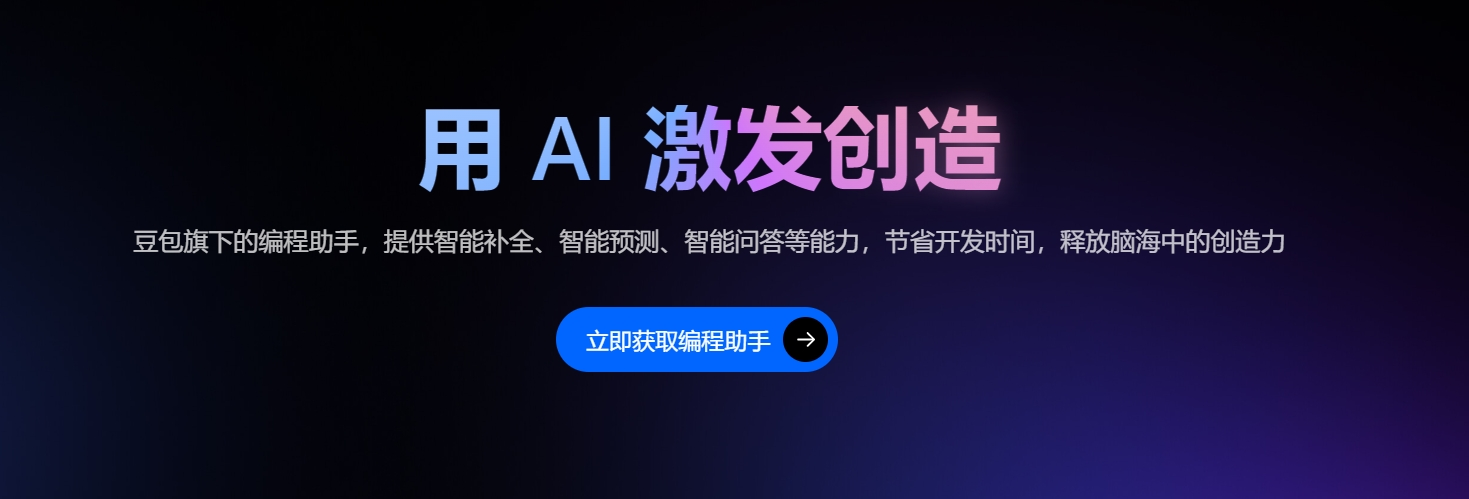 用 AI 激发创造
豆包旗下的编程助手，提供智能补全、智能预测、智能问答等能力，节省开发时间，释放脑海中的创造力
立即获取编程助手